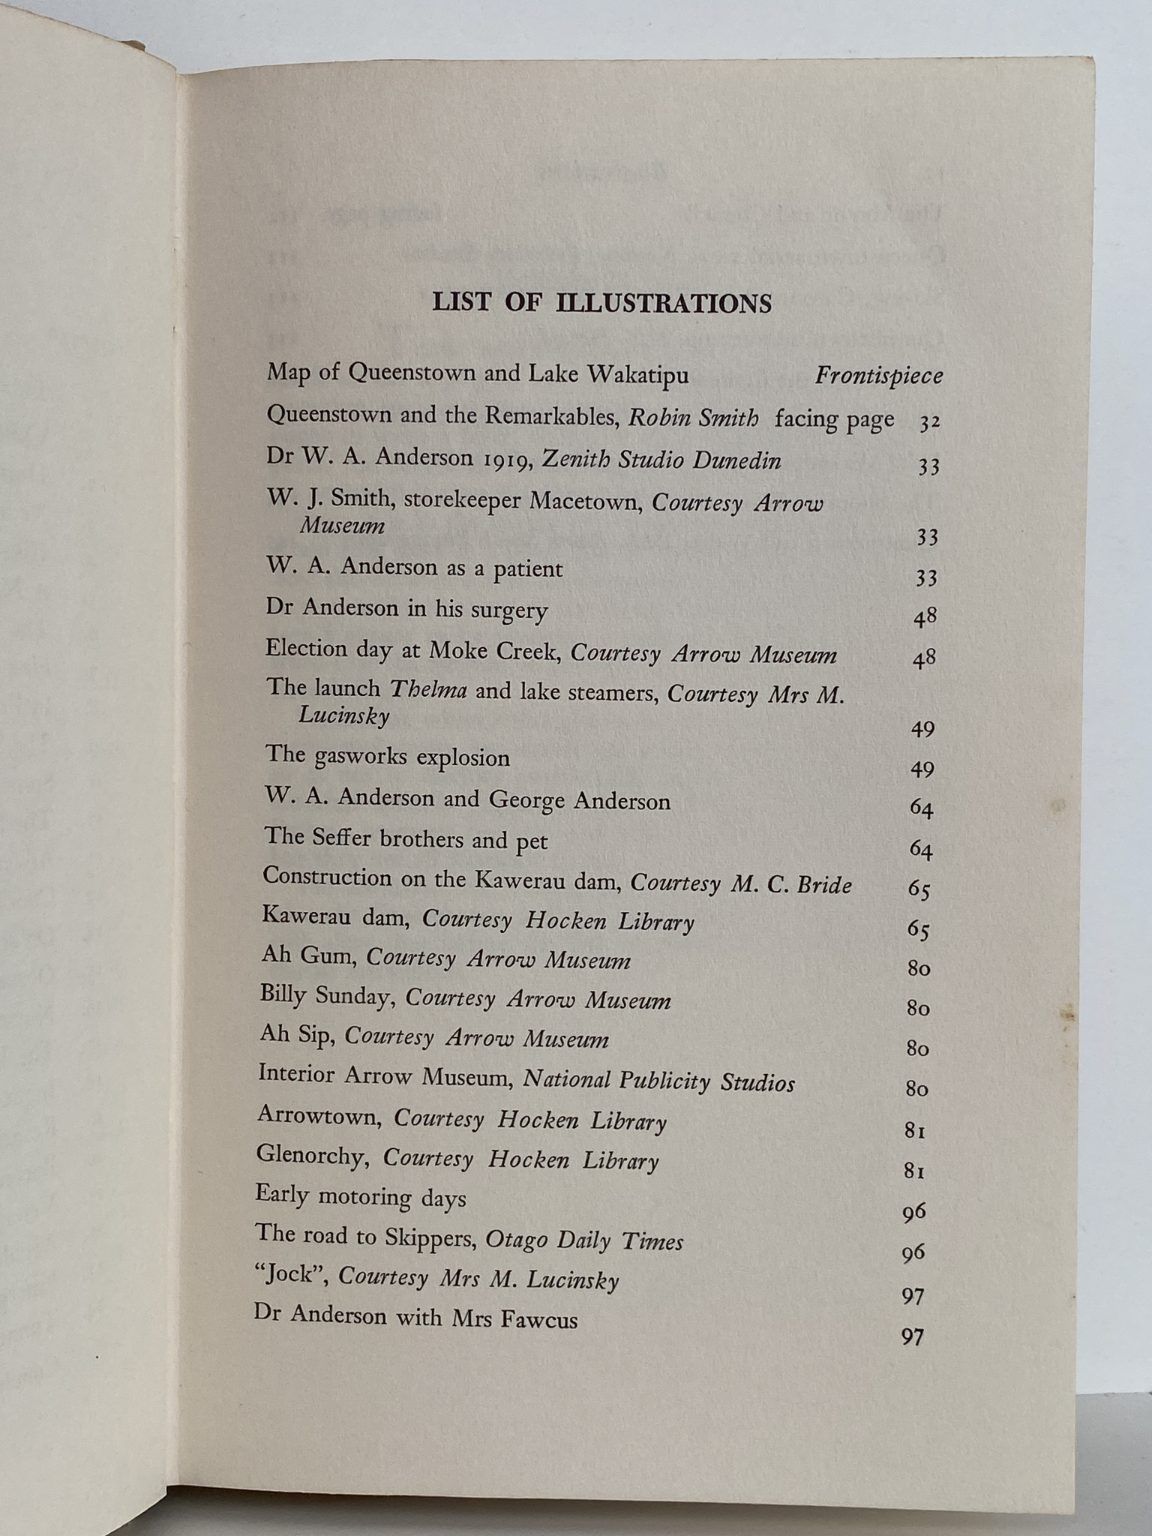 LIST OF ILLUSTRATIONS
Map of Queenstown and Lake Wakatipu Frontispiece
Queenstown and the Remarkables, Robin Smith facing page 32
Dr W. A. Anderson 1919, Zenith Studio Dunedin 33
W. J. Smith, storekeeper Macetown, Courtesy Arrow
Museum 33
W. A. Anderson as a patient 33
Dr Anderson in his surgery 48
Election day at Moke Creek, Courtesy Arrow Museum 48
The launch Thelma and lake steamers, Courtesy Mrs M.
Lucinsky 49
The gasworks explosion 49
W. A. Anderson and George Anderson 64
The Seffer brothers and pet 64
Construction on the Kawerau dam, Courtesy M. C. Bride 65
Kawerau dam, Courtesy Hocken Library 65
Ah Gum, Courtesy Arrow Museum 80
Billy Sunday, Courtesy Arrow Museum 80
Ah Sip, Courtesy Arrow Museum 80
Interior Arrow Museum, National Publicity Studios 80
Arrowtown, Courtesy Hocken Library 81
Glenorchy, Courtesy Hocken Library 81
Early motoring days 96
The road to Skippers, Otago Daily Times 96
“Jock”, Courtesy Mrs M. Lucinsky 97
Dr Anderson with Mrs Fawcus 97